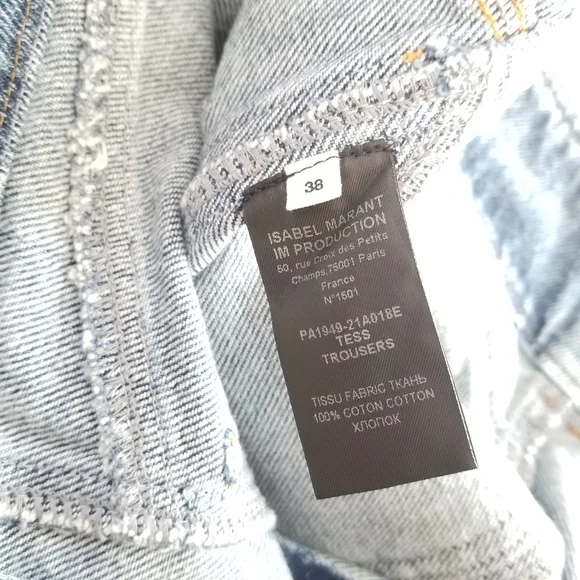 38
ISABEL MARANT
IM PRODUCTION
50, rue Croix des Petits
Champs, 75001 Paris
France
N°1601
PA1949-21A018E
TESS
TROUSERS
TISSU FABRIC ТКАНЬ
100% COTON COTTON
ХЛОПОК